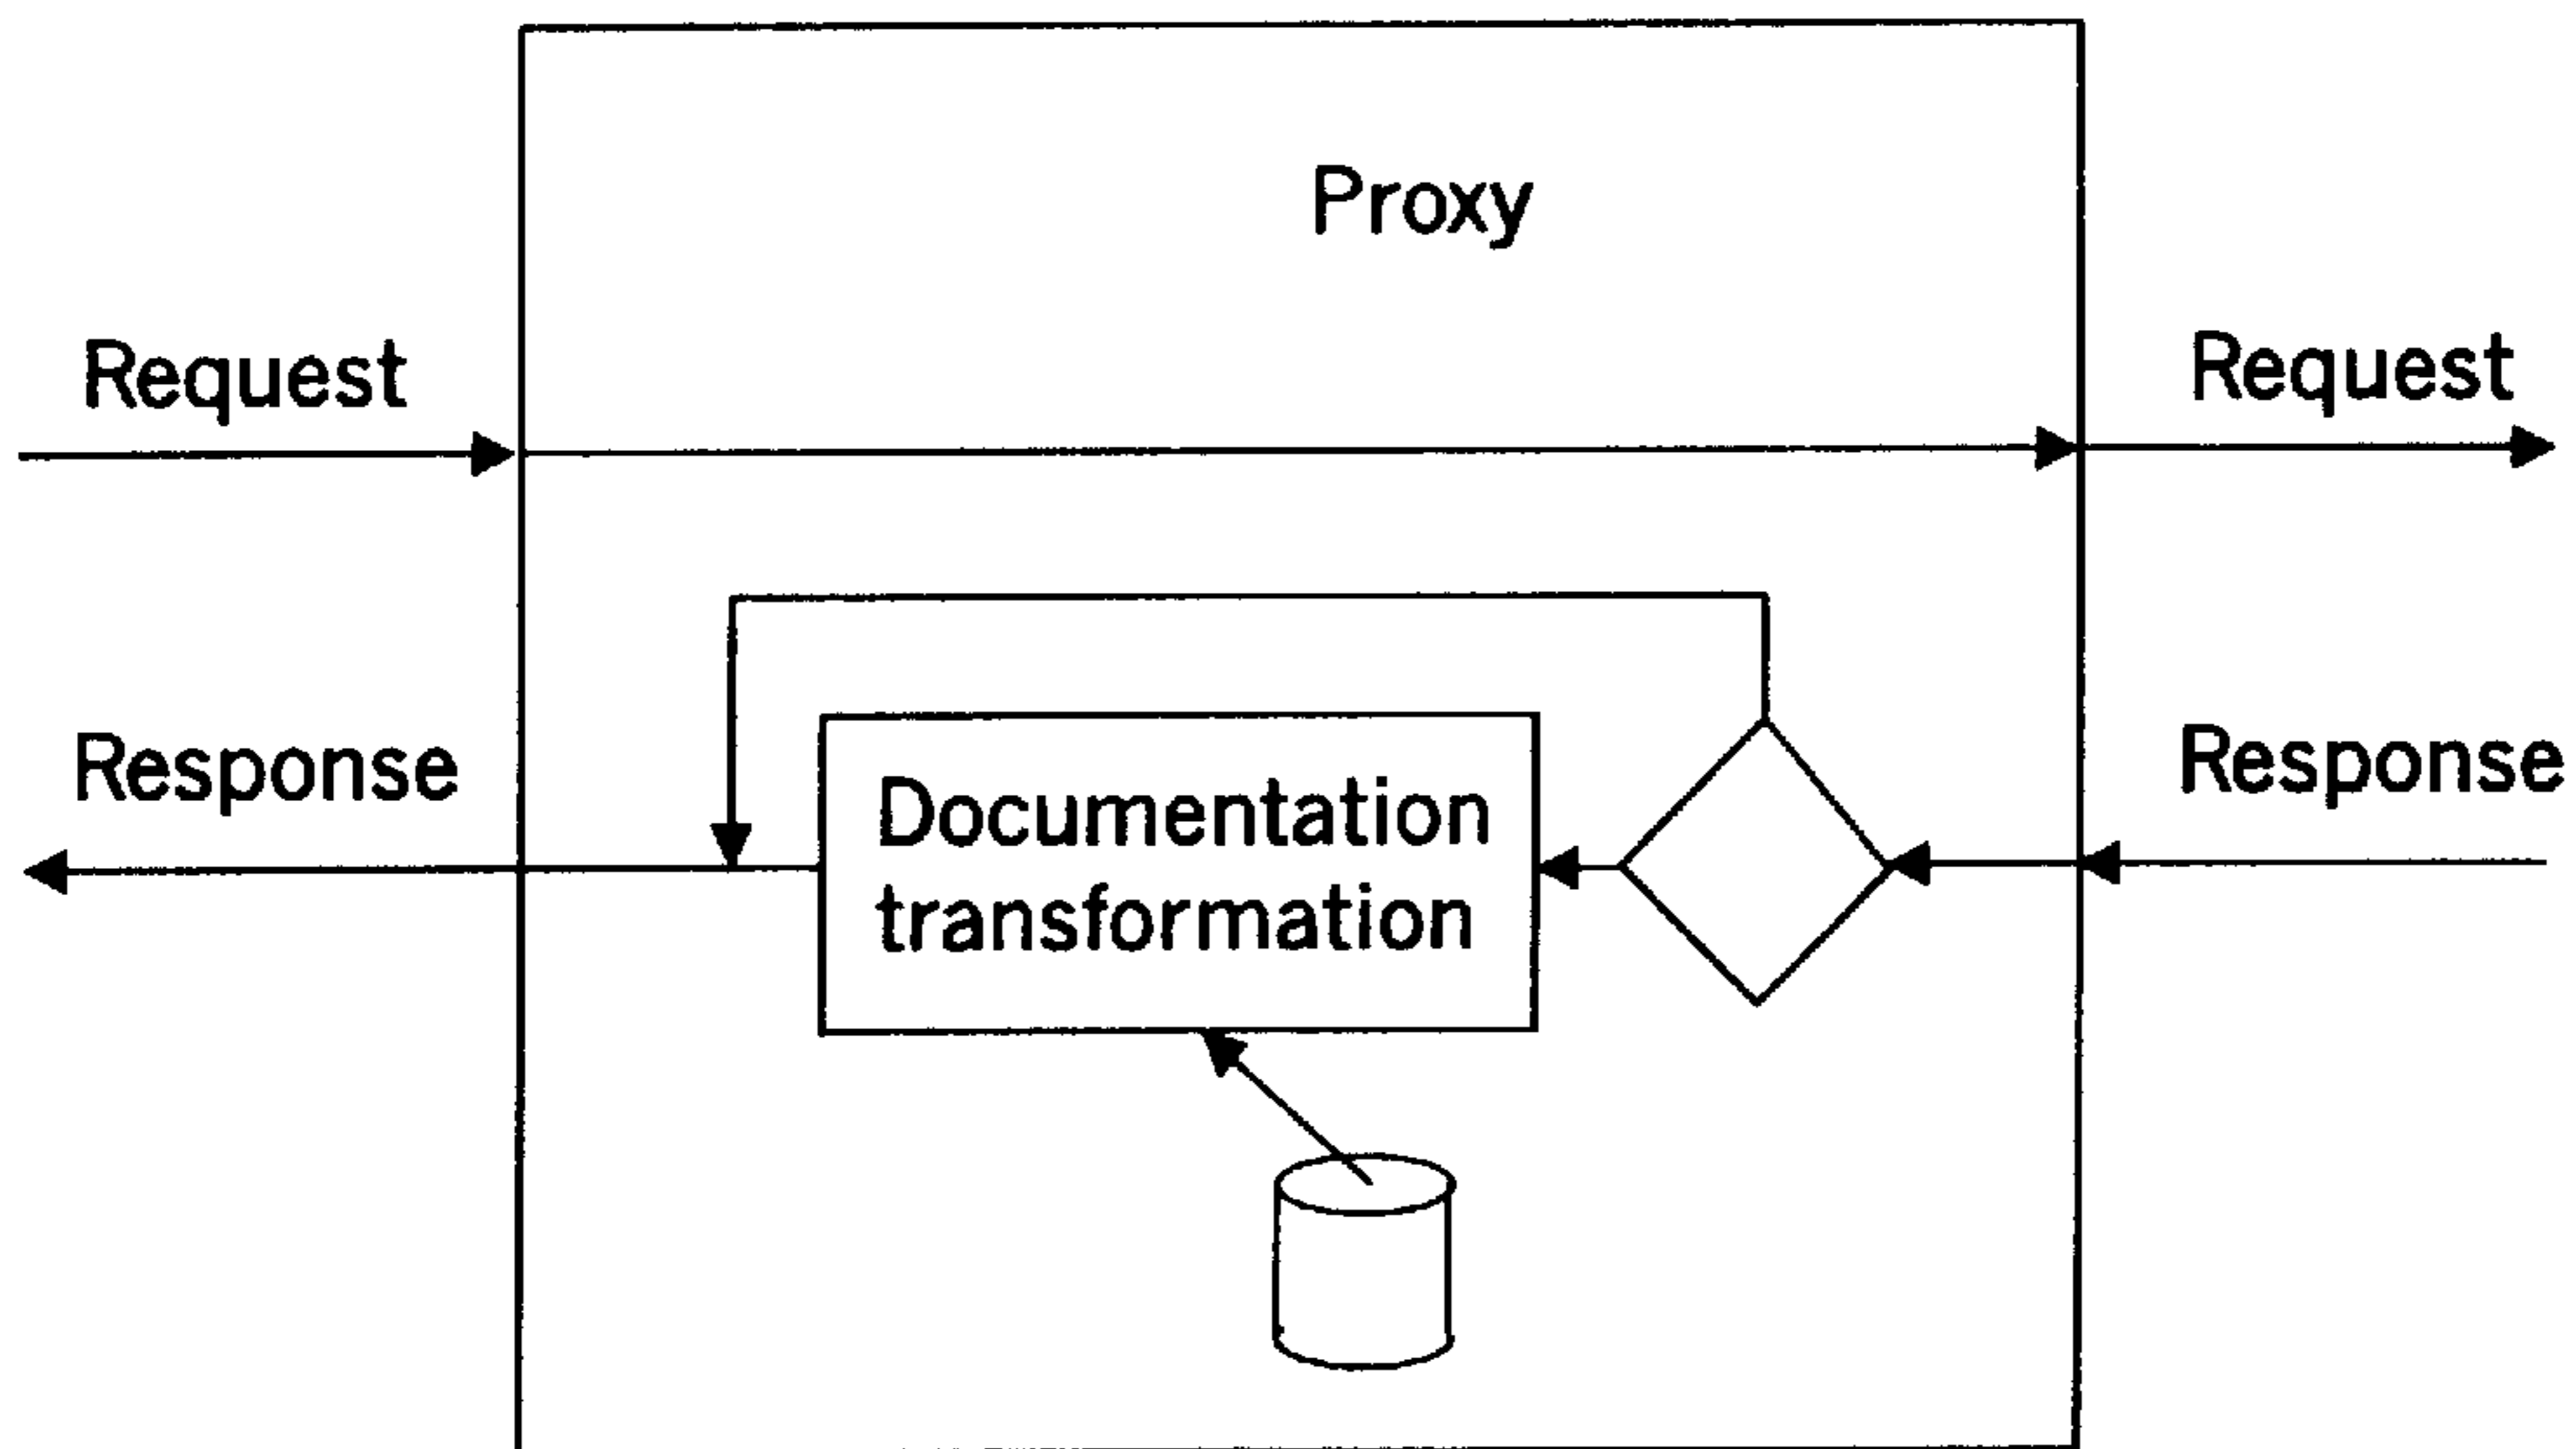 Proxy
Request
Request
Response
Response
Documentation
transformation